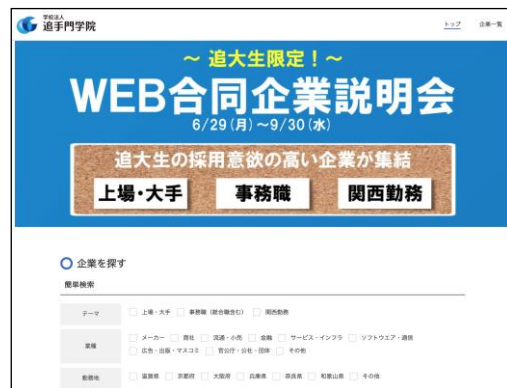 学校法人
追手門学院
トップ 企業一覧
～ 追大生限定！～
WEB合同企業説明会
6/29(月)～9/30(水)
追大生の採用意欲の高い企業が集結
上場・大手 事務職 関西勤務
企業を探す
簡単検索
テーマ 上場・大手 事務職（総合職含む） 関西勤務
業種 メーカー 商社 流通・小売 金融 サービス・インフラ ソフトウエア・通信
広告・出版・マスコミ 官公庁・公社・団体 その他
勤務地 滋賀県 京都府 大阪府 兵庫県 奈良県 和歌山県 その他